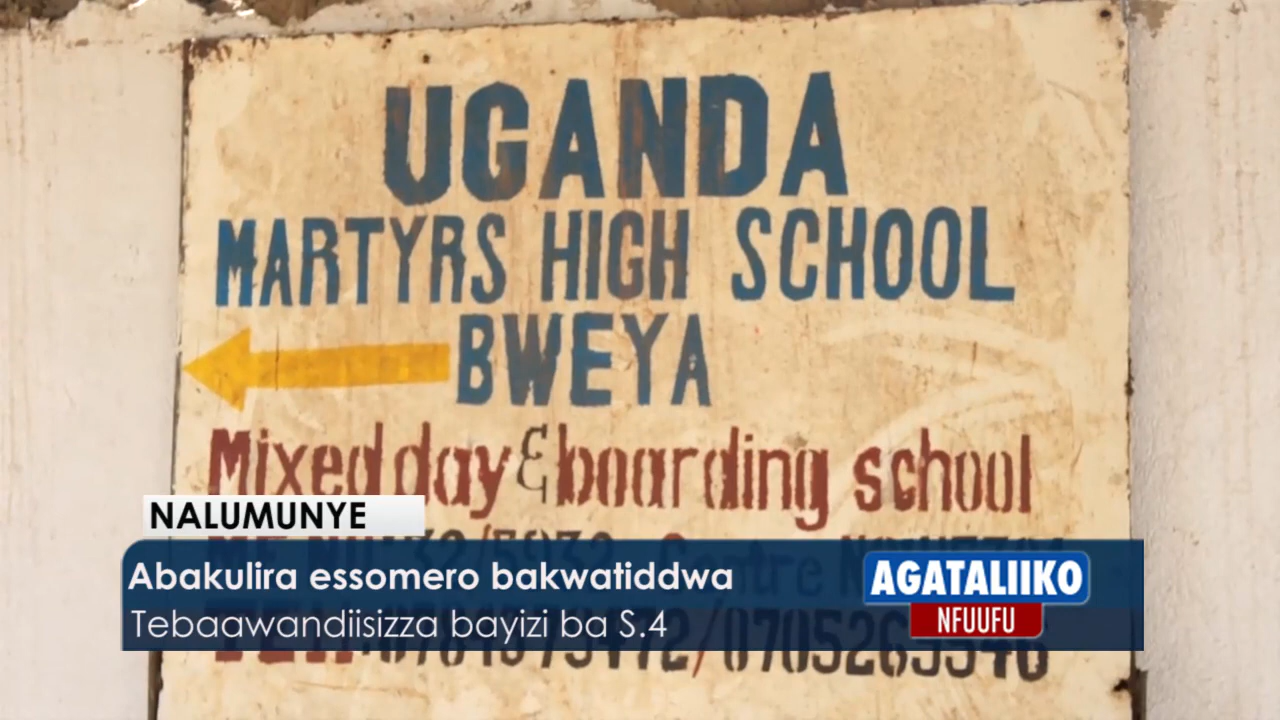 UGANDA
MARTYRS HIGH SCHOOL
BWEYA
Mixed day & boarding school
NALUMUNYE
Abakulira essomero bakwatiddwa
Tebaawandiisizza bayizi ba S.4
AGATALIIKO
NFUUFU